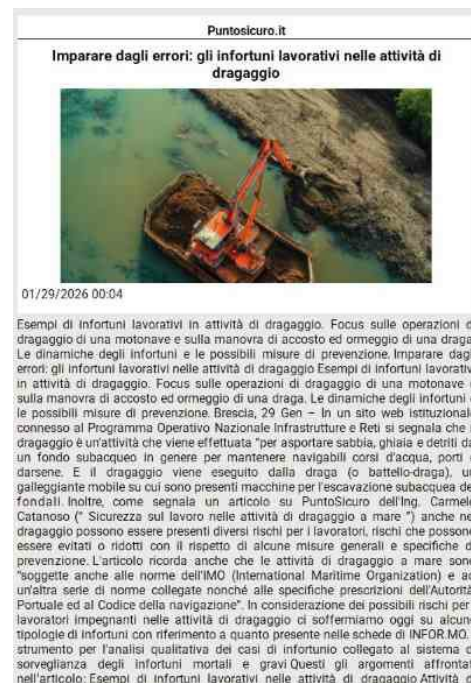 Puntosicuro.it
Imparare dagli errori: gli infortuni lavorativi nelle attività di
dragaggio
01/29/2026 00:04
Esempi di infortuni lavorativi in attività di dragaggio. Focus sulle operazioni d
dragaggio di una motonave e sulla manovra di accosto ed ormeggio di una draga
Le dinamiche degli infortuni e le possibili misure di prevenzione. Imparare dagl
errori: gli infortuni lavorativi nelle attività di dragaggio Esempi di infortuni lavorativ
in attività di dragaggio. Focus sulle operazioni di dragaggio di una motonave e
sulla manovra di accosto ed ormeggio di una draga. Le dinamiche degli infortuni e
le possibili misure di prevenzione. Brescia, 29 Gen – In un sito web istituzionale
connesso al Programma Operativo Nazionale Infrastrutture e Reti si segnala che i
dragaggio è un'attività che viene effettuata "per asportare sabbia, ghiaia e detriti da
un fondo subacqueo in genere per mantenere navigabili corsi d'acqua, porti e
darsene. E il dragaggio viene eseguito dalla draga (o battello-draga), un
galleggiante mobile su cui sono presenti macchine per l'escavazione subacquea de
fondali. Inoltre, come segnala un articolo su PuntoSicuro dell'Ing. Carmelo
Catanoso (" Sicurezza sul lavoro nelle attività di dragaggio a mare ") anche ne
dragaggio possono essere presenti diversi rischi per i lavoratori, rischi che possono
essere evitati o ridotti con il rispetto di alcune misure generali e specifiche d
prevenzione. L'articolo ricorda anche che le attività di dragaggio a mare sono
"soggette anche alle norme dell'IMO (International Maritime Organization) e ad
un'altra serie di norme collegate nonché alle specifiche prescrizioni dell'Autorità
Portuale ed al Codice della navigazione". In considerazione dei possibili rischi per
lavoratori impegnati nelle attività di dragaggio ci soffermiamo oggi su alcune
tipologie di infortuni con riferimento a quanto presente nelle schede di INFOR.MO.
strumento per l'analisi qualitativa dei casi di infortunio collegato al sistema d
sorveglianza degli infortuni mortali e gravi Questi gli argomenti affrontat
nell'articolo: Esempi di infortuni lavorativi nelle attività di dragaggio Attività d